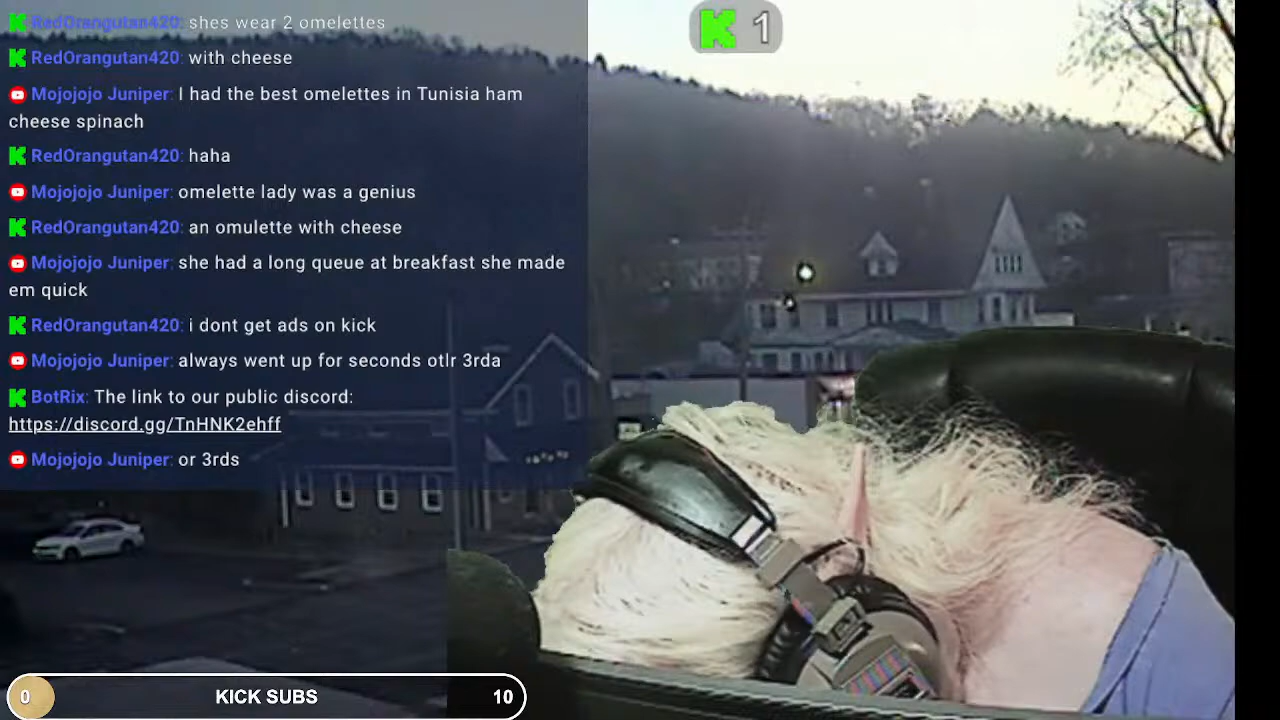 RedOrangutan420: shes wear 2 omelettes
K 1
RedOrangutan420: with cheese
Mojojojo Juniper: I had the best omelettes in Tunisia ham
cheese spinach
RedOrangutan420: haha
Mojojojo Juniper: omelette lady was a genius
RedOrangutan420: an omulette with cheese
Mojojojo Juniper: she had a long queue at breakfast she made
em quick
RedOrangutan420: i dont get ads on kick
Mojojojo Juniper: always went up for seconds otlr 3rda
BotRix: The link to our public discord:
https://discord.gg/TnHNK2ehff
Mojojojo Juniper: or 3rds
0 KICK SUBS 10